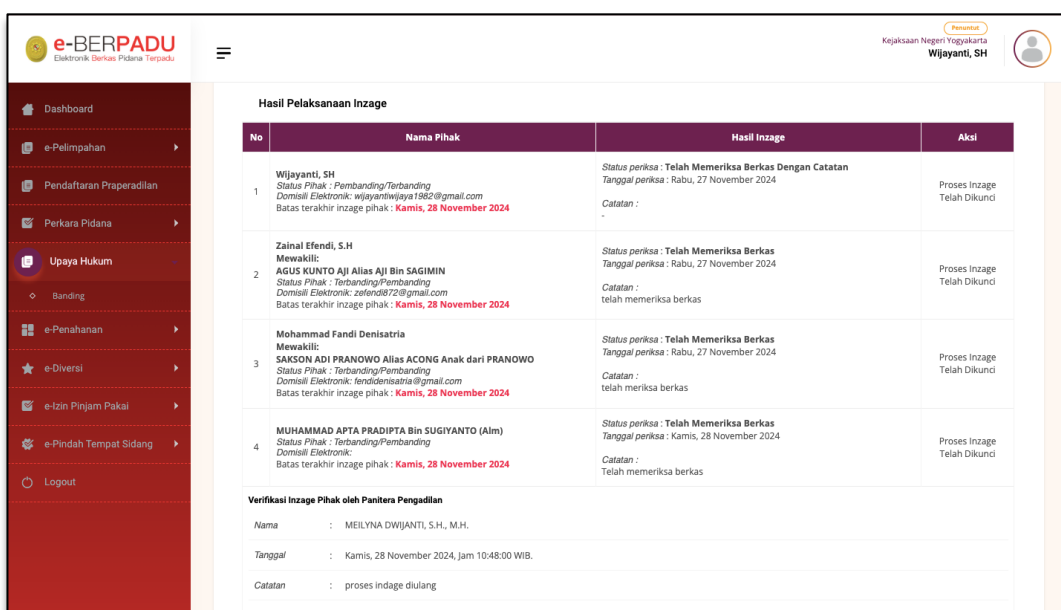 e-BERPADU
Elektronik Berkas Pidana Terpadu
Penuntut
Kejaksaan Negeri Yogyakarta
Wijayanti, SH
Dashboard
e-Pelimpahan
Pendaftaran Praperadilan
Perkara Pidana
Upaya Hukum
Banding
e-Penahanan
e-Diversi
e-Izin Pinjam Pakai
e-Pindah Tempat Sidang
Logout
Hasil Pelaksanaan Inzage
No Nama Pihak Hasil Inzage Aksi
1
Wijayanti, SH
Status Pihak : Pembanding/Terbanding
Domisili Elektronik: wijayantiwijaya1982@gmail.com
Batas terakhir inzage pihak : Kamis, 28 November 2024
Status periksa : Telah Memeriksa Berkas Dengan Catatan
Tanggal periksa : Rabu, 27 November 2024
Catatan :
-
Proses Inzage
Telah Dikunci
2
Zainal Efendi, S.H
Mewakili:
AGUS KUNTO AJI Alias AJI Bin SAGIMIN
Status Pihak : Terbanding/Pembanding
Domisili Elektronik: zefendi872@gmail.com
Batas terakhir inzage pihak : Kamis, 28 November 2024
Status periksa : Telah Memeriksa Berkas
Tanggal periksa : Rabu, 27 November 2024
Catatan :
telah memeriksa berkas
Proses Inzage
Telah Dikunci
3
Mohammad Fandi Denisatria
Mewakili:
SAKSON ADI PRANOWO Alias ACONG Anak dari PRANOWO
Status Pihak : Terbanding/Pembanding
Domisili Elektronik: fendidenisatria@gmail.com
Batas terakhir inzage pihak : Kamis, 28 November 2024
Status periksa : Telah Memeriksa Berkas
Tanggal periksa : Rabu, 27 November 2024
Catatan :
telah meriksa berkas
Proses Inzage
Telah Dikunci
4
MUHAMMAD APTA PRADIPTA Bin SUGIYANTO (Alm)
Status Pihak : Terbanding/Pembanding
Domisili Elektronik:
Batas terakhir inzage pihak : Kamis, 28 November 2024
Status periksa : Telah Memeriksa Berkas
Tanggal periksa : Kamis, 28 November 2024
Catatan :
Telah memeriksa berkas
Proses Inzage
Telah Dikunci
Verifikasi Inzage Pihak oleh Panitera Pengadilan
Nama : MEILYNA DWIJANTI, S.H., M.H.
Tanggal : Kamis, 28 November 2024, Jam 10:48:00 WIB.
Catatan : proses indage diulang